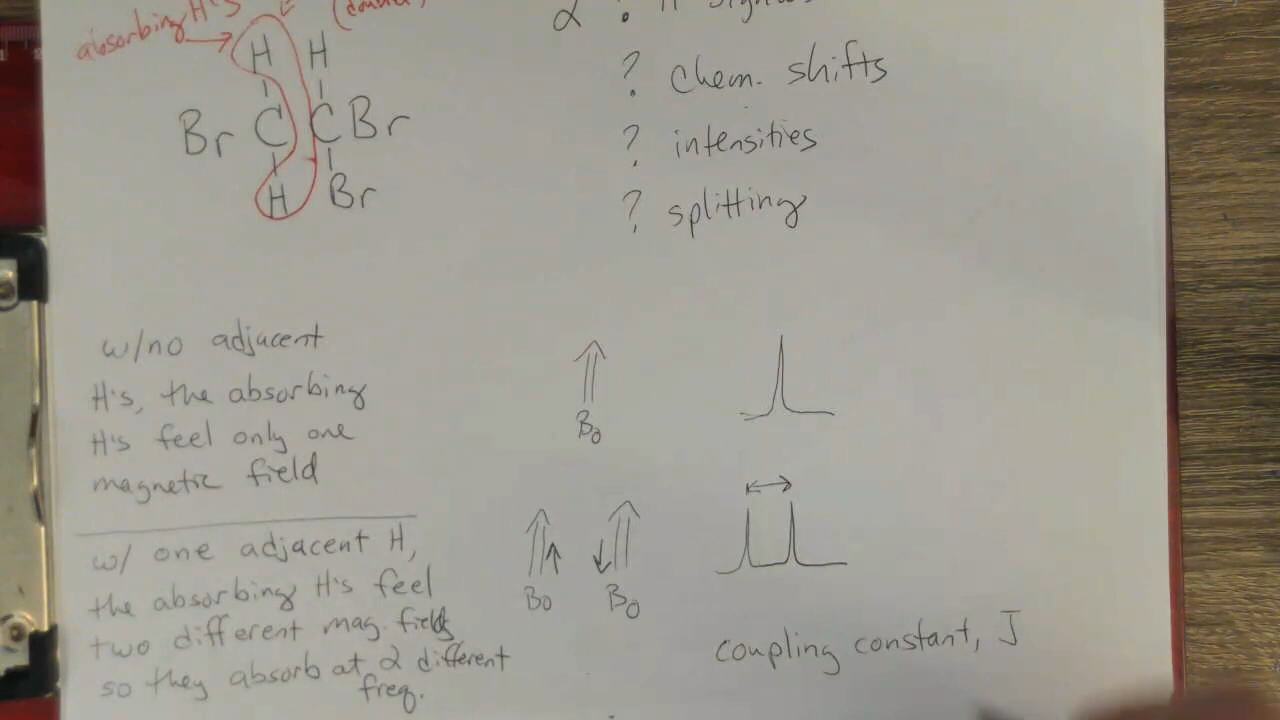 absorbing H's
H H
Br C C Br
H Br
2 :
? Chem. shifts
? intensities
? splitting
w/no adjacent
H's, the absorbing
H's feel only one
magnetic field
B0
w/ one adjacent H,
the absorbing H's feel
two different mag. fields,
so they absorb at 2 different
freq.
B0 B0
coupling constant, J